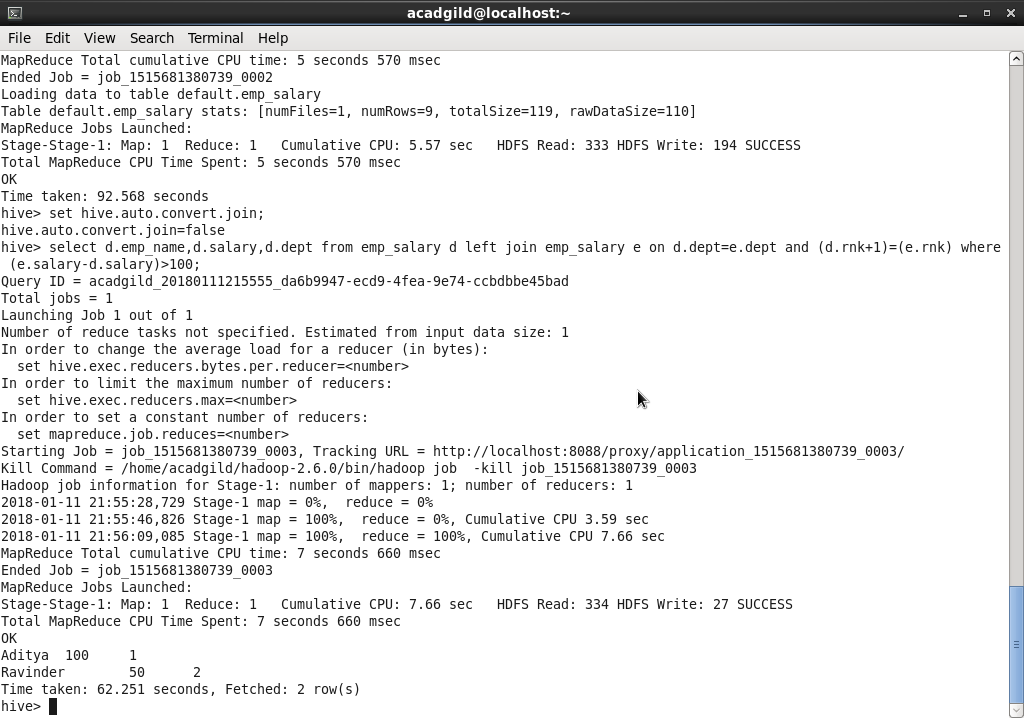 acadgild@localhost:~
File Edit View Search Terminal Help
MapReduce Total cumulative CPU time: 5 seconds 570 msec
Ended Job = job_1515681380739_0002
Loading data to table default.emp_salary
Table default.emp_salary stats: [numFiles=1, numRows=9, totalSize=119, rawDataSize=110]
MapReduce Jobs Launched:
Stage-Stage-1: Map: 1  Reduce: 1   Cumulative CPU: 5.57 sec   HDFS Read: 333 HDFS Write: 194 SUCCESS
Total MapReduce CPU Time Spent: 5 seconds 570 msec
OK
Time taken: 92.568 seconds
hive> set hive.auto.convert.join;
hive.auto.convert.join=false
hive> select d.emp_name,d.salary,d.dept from emp_salary d left join emp_salary e on d.dept=e.dept and (d.rnk+1)=(e.rnk) where
 (e.salary-d.salary)>100;
Query ID = acadgild_20180111215555_da6b9947-ecd9-4fea-9e74-ccbdbbe45bad
Total jobs = 1
Launching Job 1 out of 1
Number of reduce tasks not specified. Estimated from input data size: 1
In order to change the average load for a reducer (in bytes):
  set hive.exec.reducers.bytes.per.reducer=<number>
In order to limit the maximum number of reducers:
  set hive.exec.reducers.max=<number>
In order to set a constant number of reducers:
  set mapreduce.job.reduces=<number>
Starting Job = job_1515681380739_0003, Tracking URL = http://localhost:8088/proxy/application_1515681380739_0003/
Kill Command = /home/acadgild/hadoop-2.6.0/bin/hadoop job  -kill job_1515681380739_0003
Hadoop job information for Stage-1: number of mappers: 1; number of reducers: 1
2018-01-11 21:55:28,729 Stage-1 map = 0%,  reduce = 0%
2018-01-11 21:55:46,826 Stage-1 map = 100%,  reduce = 0%, Cumulative CPU 3.59 sec
2018-01-11 21:56:09,085 Stage-1 map = 100%,  reduce = 100%, Cumulative CPU 7.66 sec
MapReduce Total cumulative CPU time: 7 seconds 660 msec
Ended Job = job_1515681380739_0003
MapReduce Jobs Launched:
Stage-Stage-1: Map: 1  Reduce: 1   Cumulative CPU: 7.66 sec   HDFS Read: 334 HDFS Write: 27 SUCCESS
Total MapReduce CPU Time Spent: 7 seconds 660 msec
OK
Aditya  100     1
Ravinder        50      2
Time taken: 62.251 seconds, Fetched: 2 row(s)
hive>